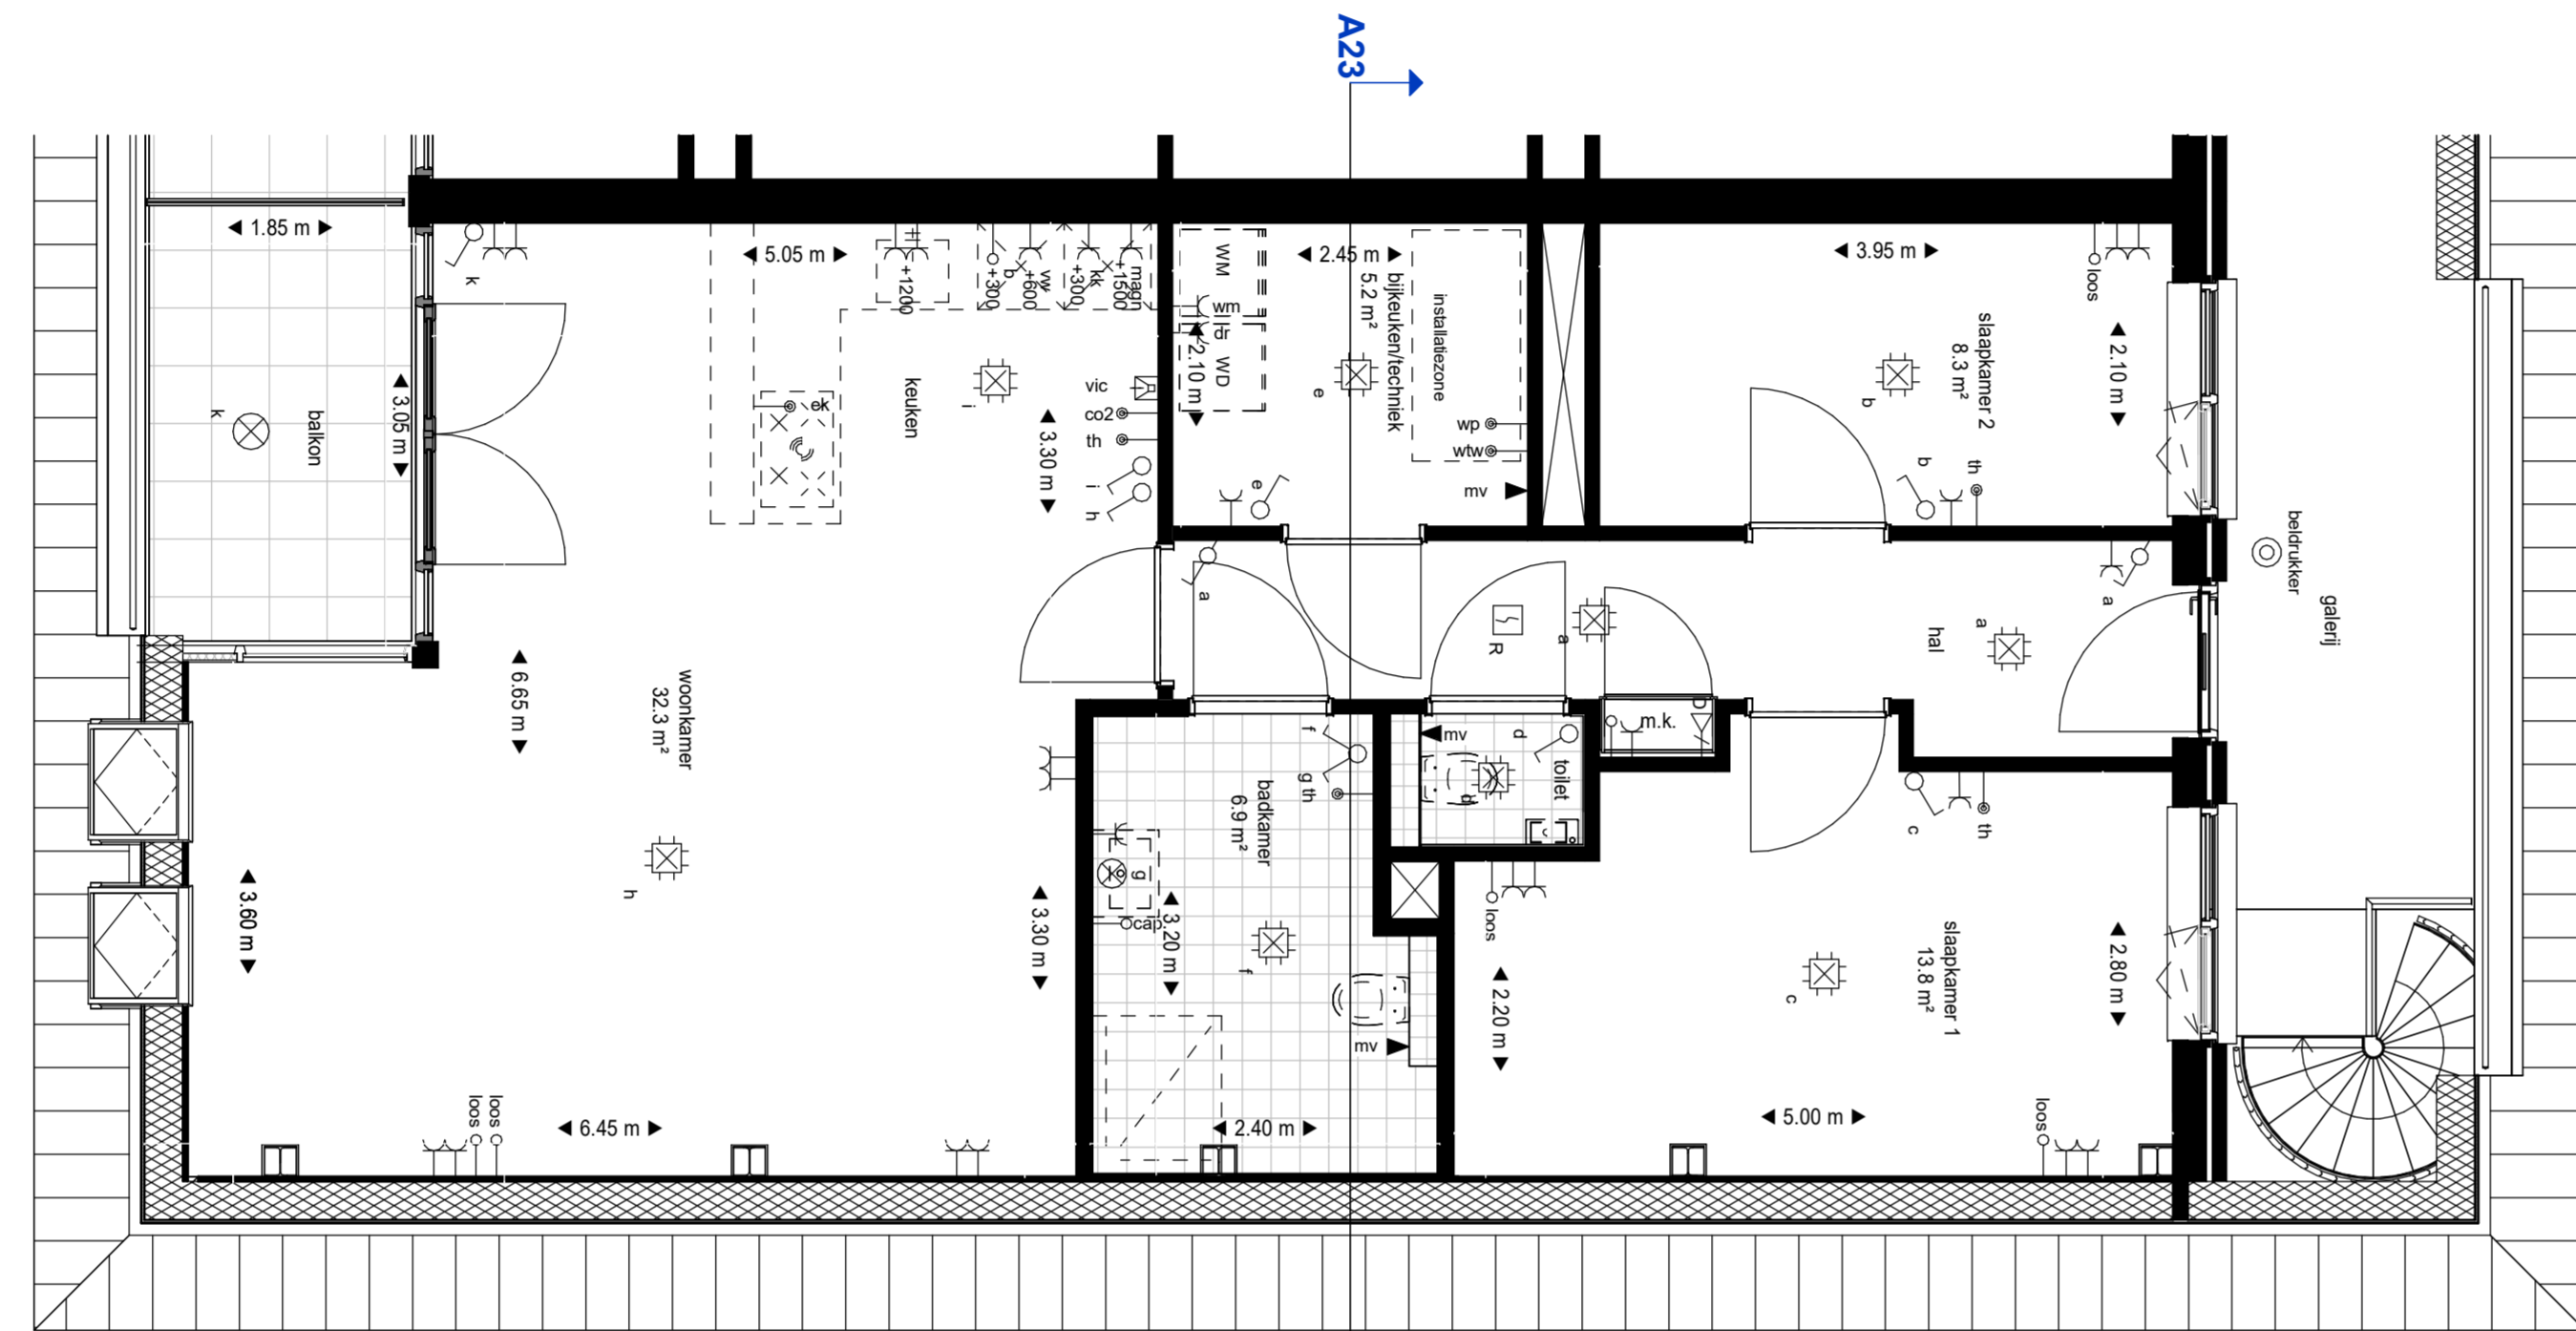 A23
1.85 m
k
balkon
k
3.05 m
5.05 m
+1200
+300
b
+600
vw
+300
kk
+1500
magn
ek
keuken
i
vic
co2
th
i
h
3.30 m
woonkamer
32.3 m²
6.65 m
3.60 m
h
3.30 m
loos
loos
6.45 m
2.45 m
WM
wm
dr
WD
2.10 m
bijkeuken/techniek
5.2 m²
e
installatiezone
wp
wtw
mv
e
a
R
a
hal
a
a
3.95 m
loos
slaapkamer 2
8.3 m²
2.10 m
b
b
th
beldrukker
galerij
badkamer
6.9 m²
f
g th
g
cap.
3.20 m
f
mv
2.40 m
mv
d
toilet
d
m.k.
c
th
loos
2.20 m
slaapkamer 1
13.8 m²
c
2.80 m
5.00 m
loos